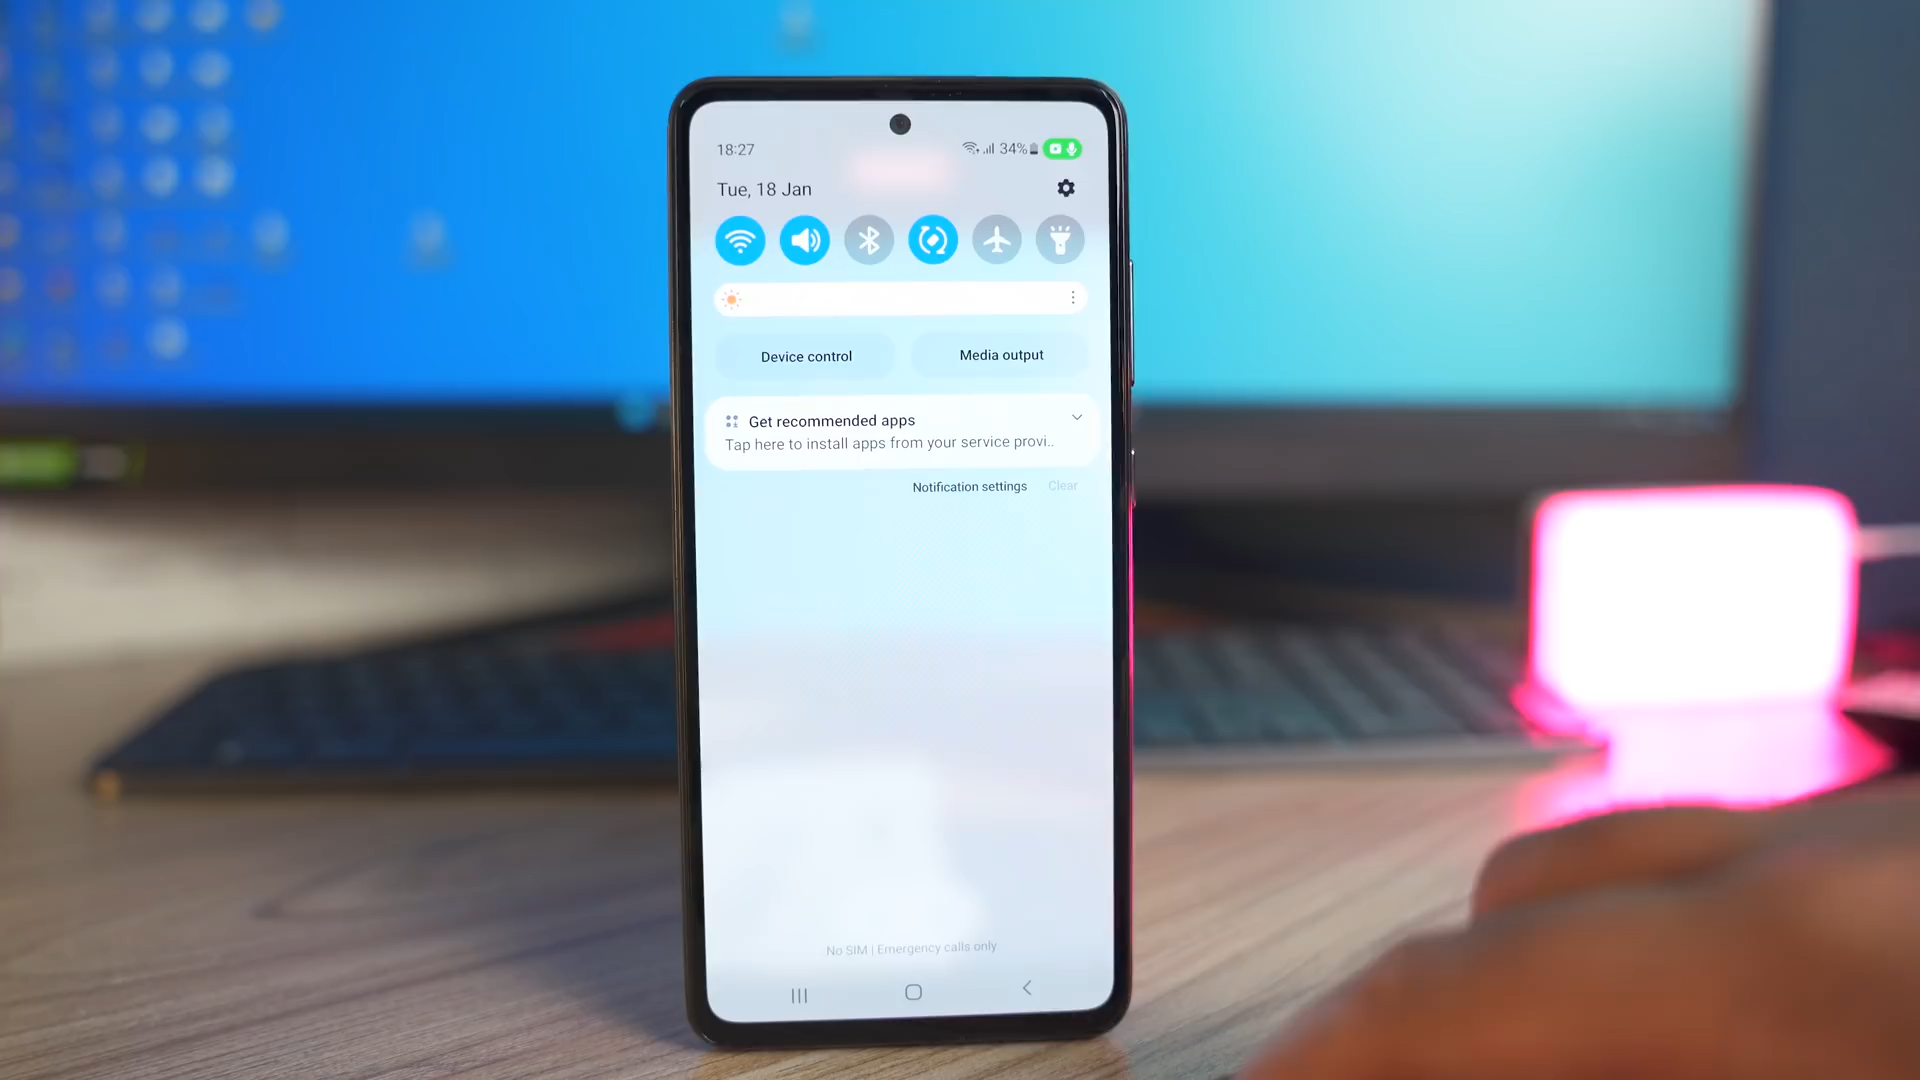 18:27
34%
Tue, 18 Jan
Device control
Media output
Get recommended apps
Tap here to install apps from your service provi..
Notification settings
Clear
No SIM | Emergency calls only